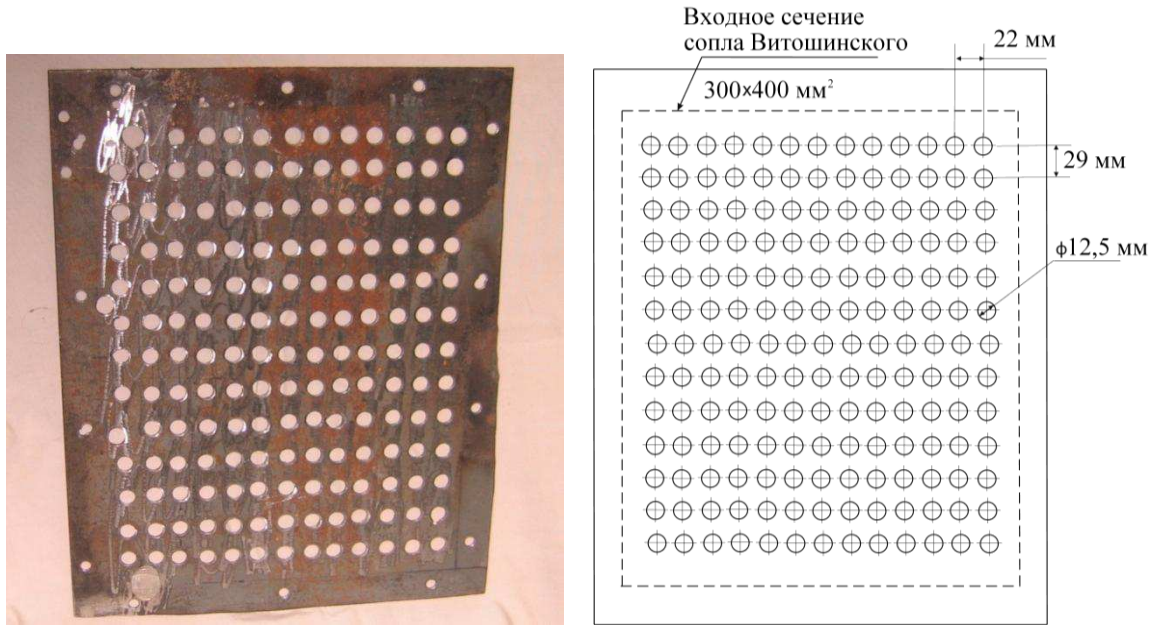 Входное сечение
сопла Витошинского
22 мм
300×400 мм²
29 мм
ϕ12,5 мм